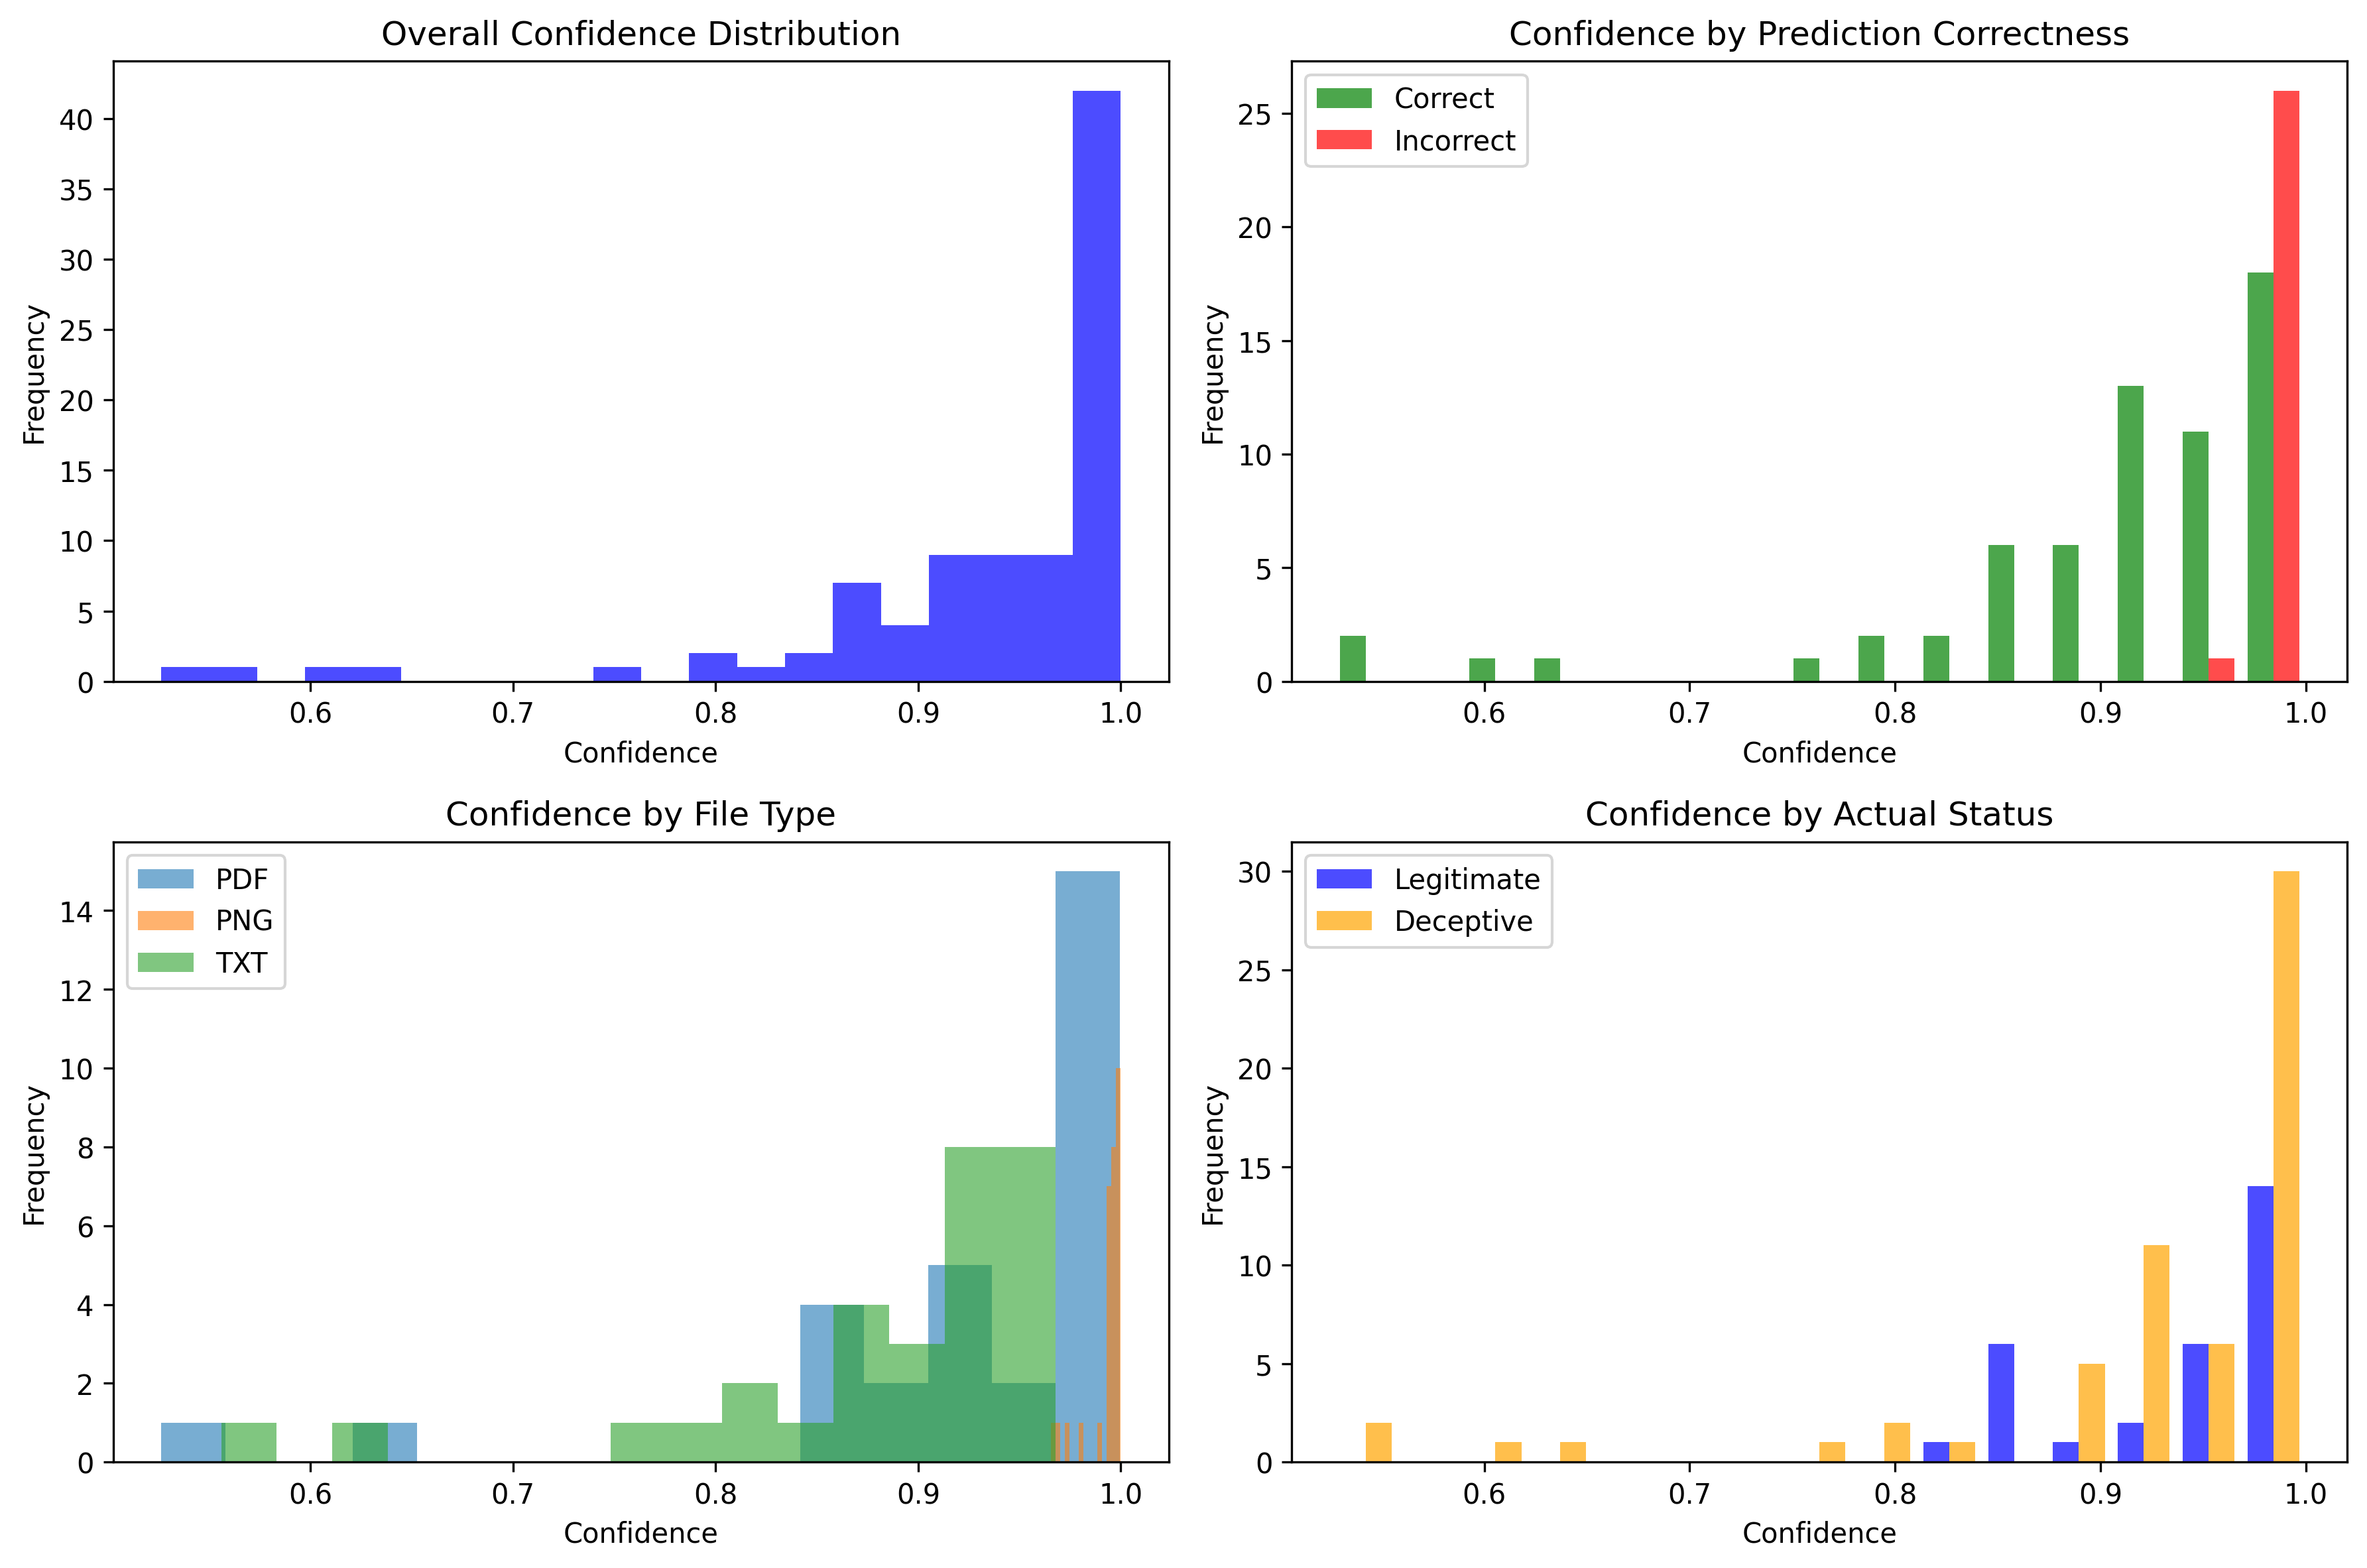 Overall Confidence Distribution
Frequency
40
35
30
25
20
15
10
5
0
0.6 0.7 0.8 0.9 1.0
Confidence
Confidence by Prediction Correctness
Correct
Incorrect
Frequency
25
20
15
10
5
0
0.6 0.7 0.8 0.9 1.0
Confidence
Confidence by File Type
PDF
PNG
TXT
Frequency
14
12
10
8
6
4
2
0
0.6 0.7 0.8 0.9 1.0
Confidence
Confidence by Actual Status
Legitimate
Deceptive
Frequency
30
25
20
15
10
5
0
0.6 0.7 0.8 0.9 1.0
Confidence